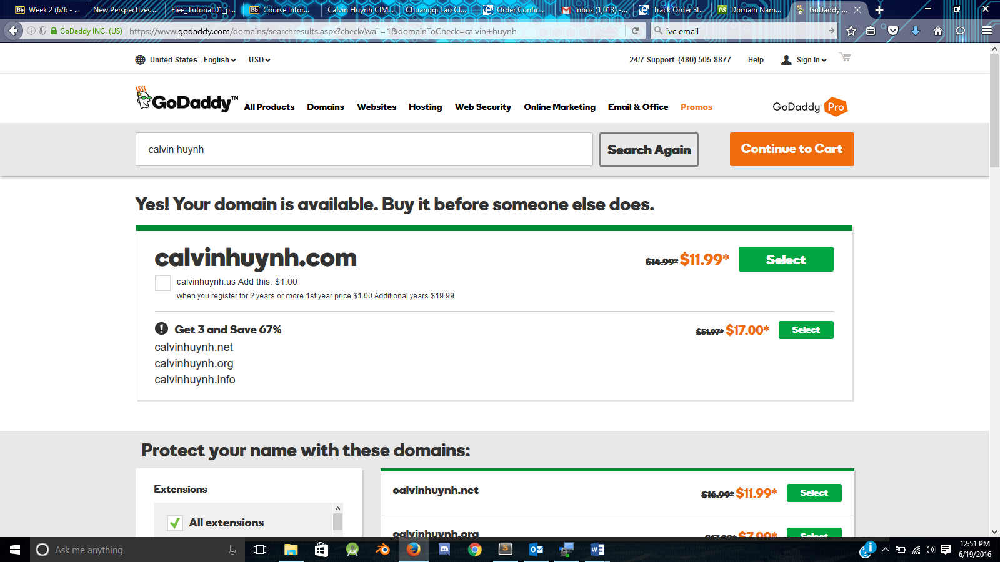 Week 2 (6/6 - ...
New Perspectives ...
Flee_Tutorial.01_p...
Bb Course Infor...
Calvin Huynh CIM...
Chuangqi Lao Cl...
Order Confir...
Inbox (1,013) -...
Track Order St...
Domain Nam...
GoDaddy ...
GoDaddy INC. (US)
https://www.godaddy.com/domains/searchresults.aspx?checkAvail=1&domainToCheck=calvin+huynh
ivc email
United States - English
USD
24/7 Support (480) 505-8877
Help
Sign In
GoDaddy™
All Products
Domains
Websites
Hosting
Web Security
Online Marketing
Email & Office
Promos
GoDaddy Pro
calvin huynh
Search Again
Continue to Cart
Yes! Your domain is available. Buy it before someone else does.
calvinhuynh.com
$14.99* $11.99*
Select
calvinhuynh.us Add this: $1.00
when you register for 2 years or more.1st year price $1.00 Additional years $19.99
Get 3 and Save 67%
$51.97* $17.00*
Select
calvinhuynh.net
calvinhuynh.org
calvinhuynh.info
Protect your name with these domains:
Extensions
All extensions
calvinhuynh.net
$16.99* $11.99*
Select
calvinhuynh.org
$7.99*
Select
Ask me anything
12:51 PM
6/19/2016